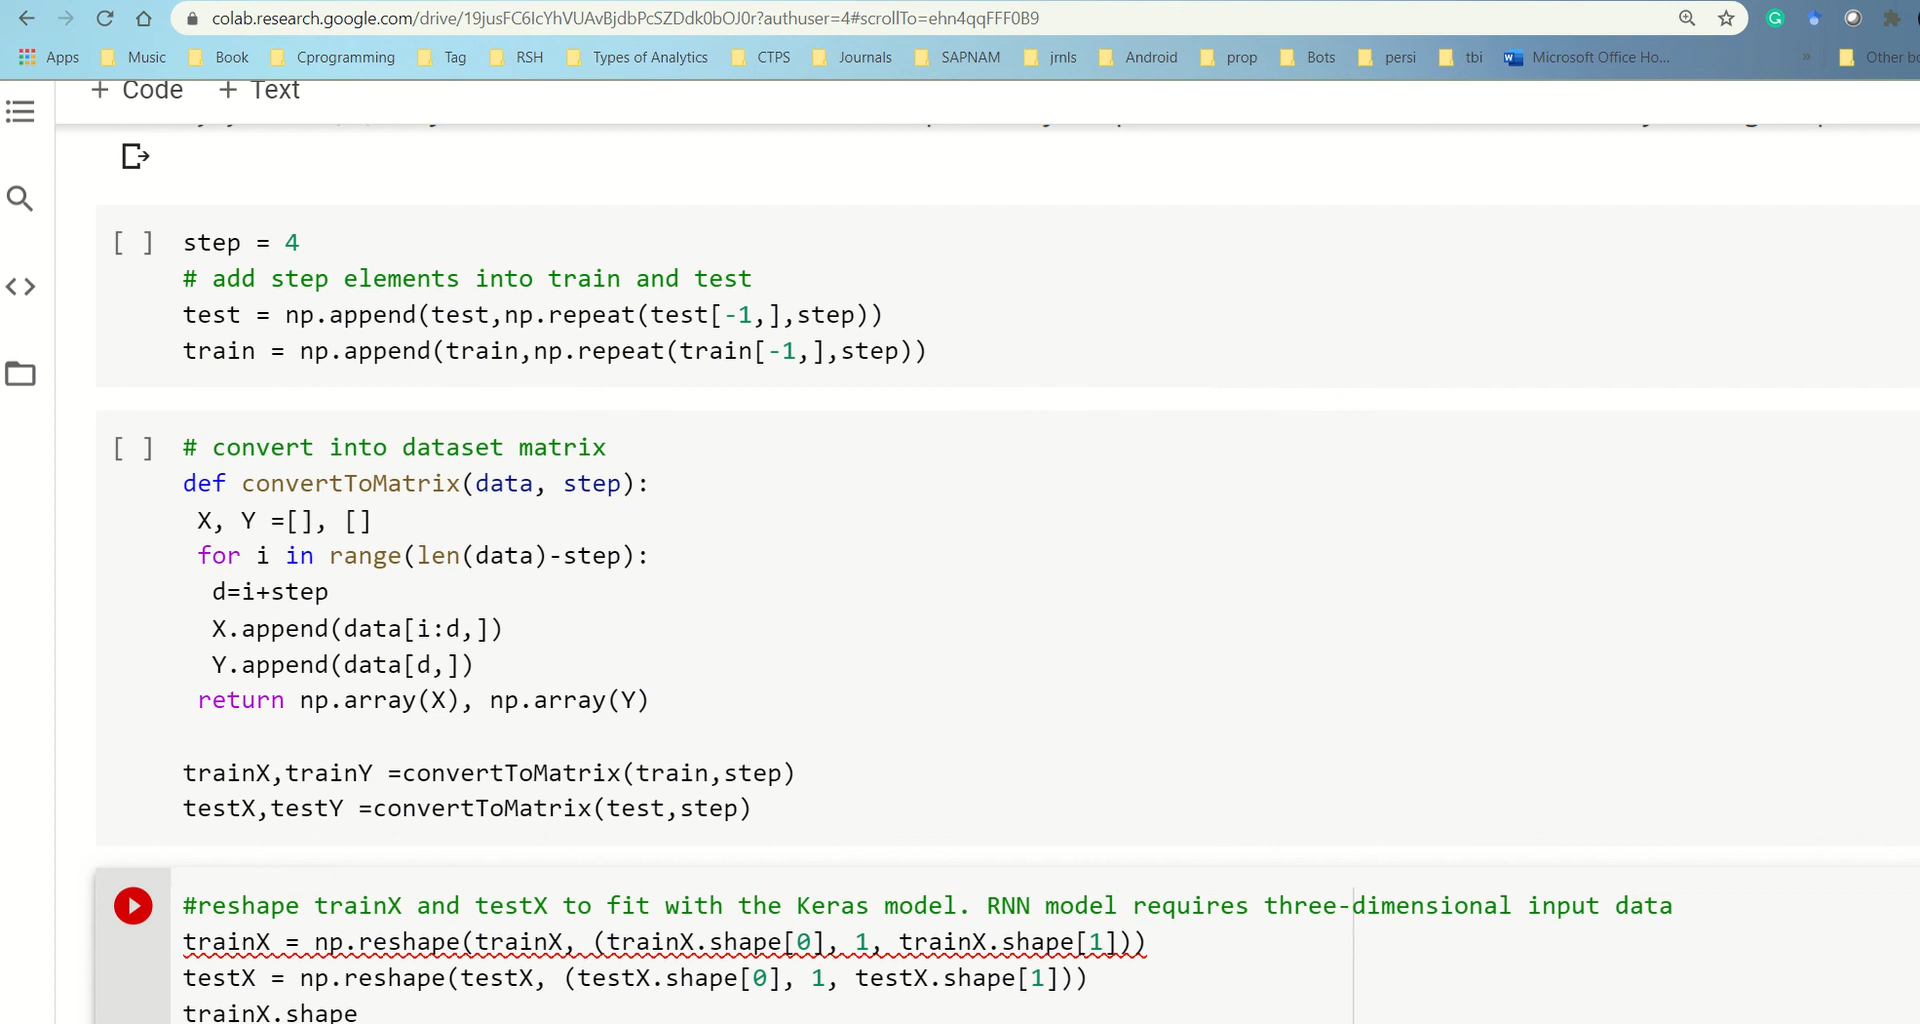 colab.research.google.com/drive/19jusFC6IcYhVUAvBjdbPcSZDdk0bOJ0r?authuser=4#scrollTo=ehn4qqFFF0B9
Apps Music Book Cprogramming Tag RSH Types of Analytics CTPS Journals SAPNAM jrnls Android prop Bots persi tbi Microsoft Office Ho... » Other bo
+ Code + Text
[ ] step = 4
# add step elements into train and test
test = np.append(test,np.repeat(test[-1,],step))
train = np.append(train,np.repeat(train[-1,],step))
[ ] # convert into dataset matrix
def convertToMatrix(data, step):
X, Y =[], []
for i in range(len(data)-step):
d=i+step
X.append(data[i:d,])
Y.append(data[d,])
return np.array(X), np.array(Y)
trainX,trainY =convertToMatrix(train,step)
testX,testY =convertToMatrix(test,step)
#reshape trainX and testX to fit with the Keras model. RNN model requires three-dimensional input data
trainX = np.reshape(trainX, (trainX.shape[0], 1, trainX.shape[1]))
testX = np.reshape(testX, (testX.shape[0], 1, testX.shape[1]))
trainX.shape